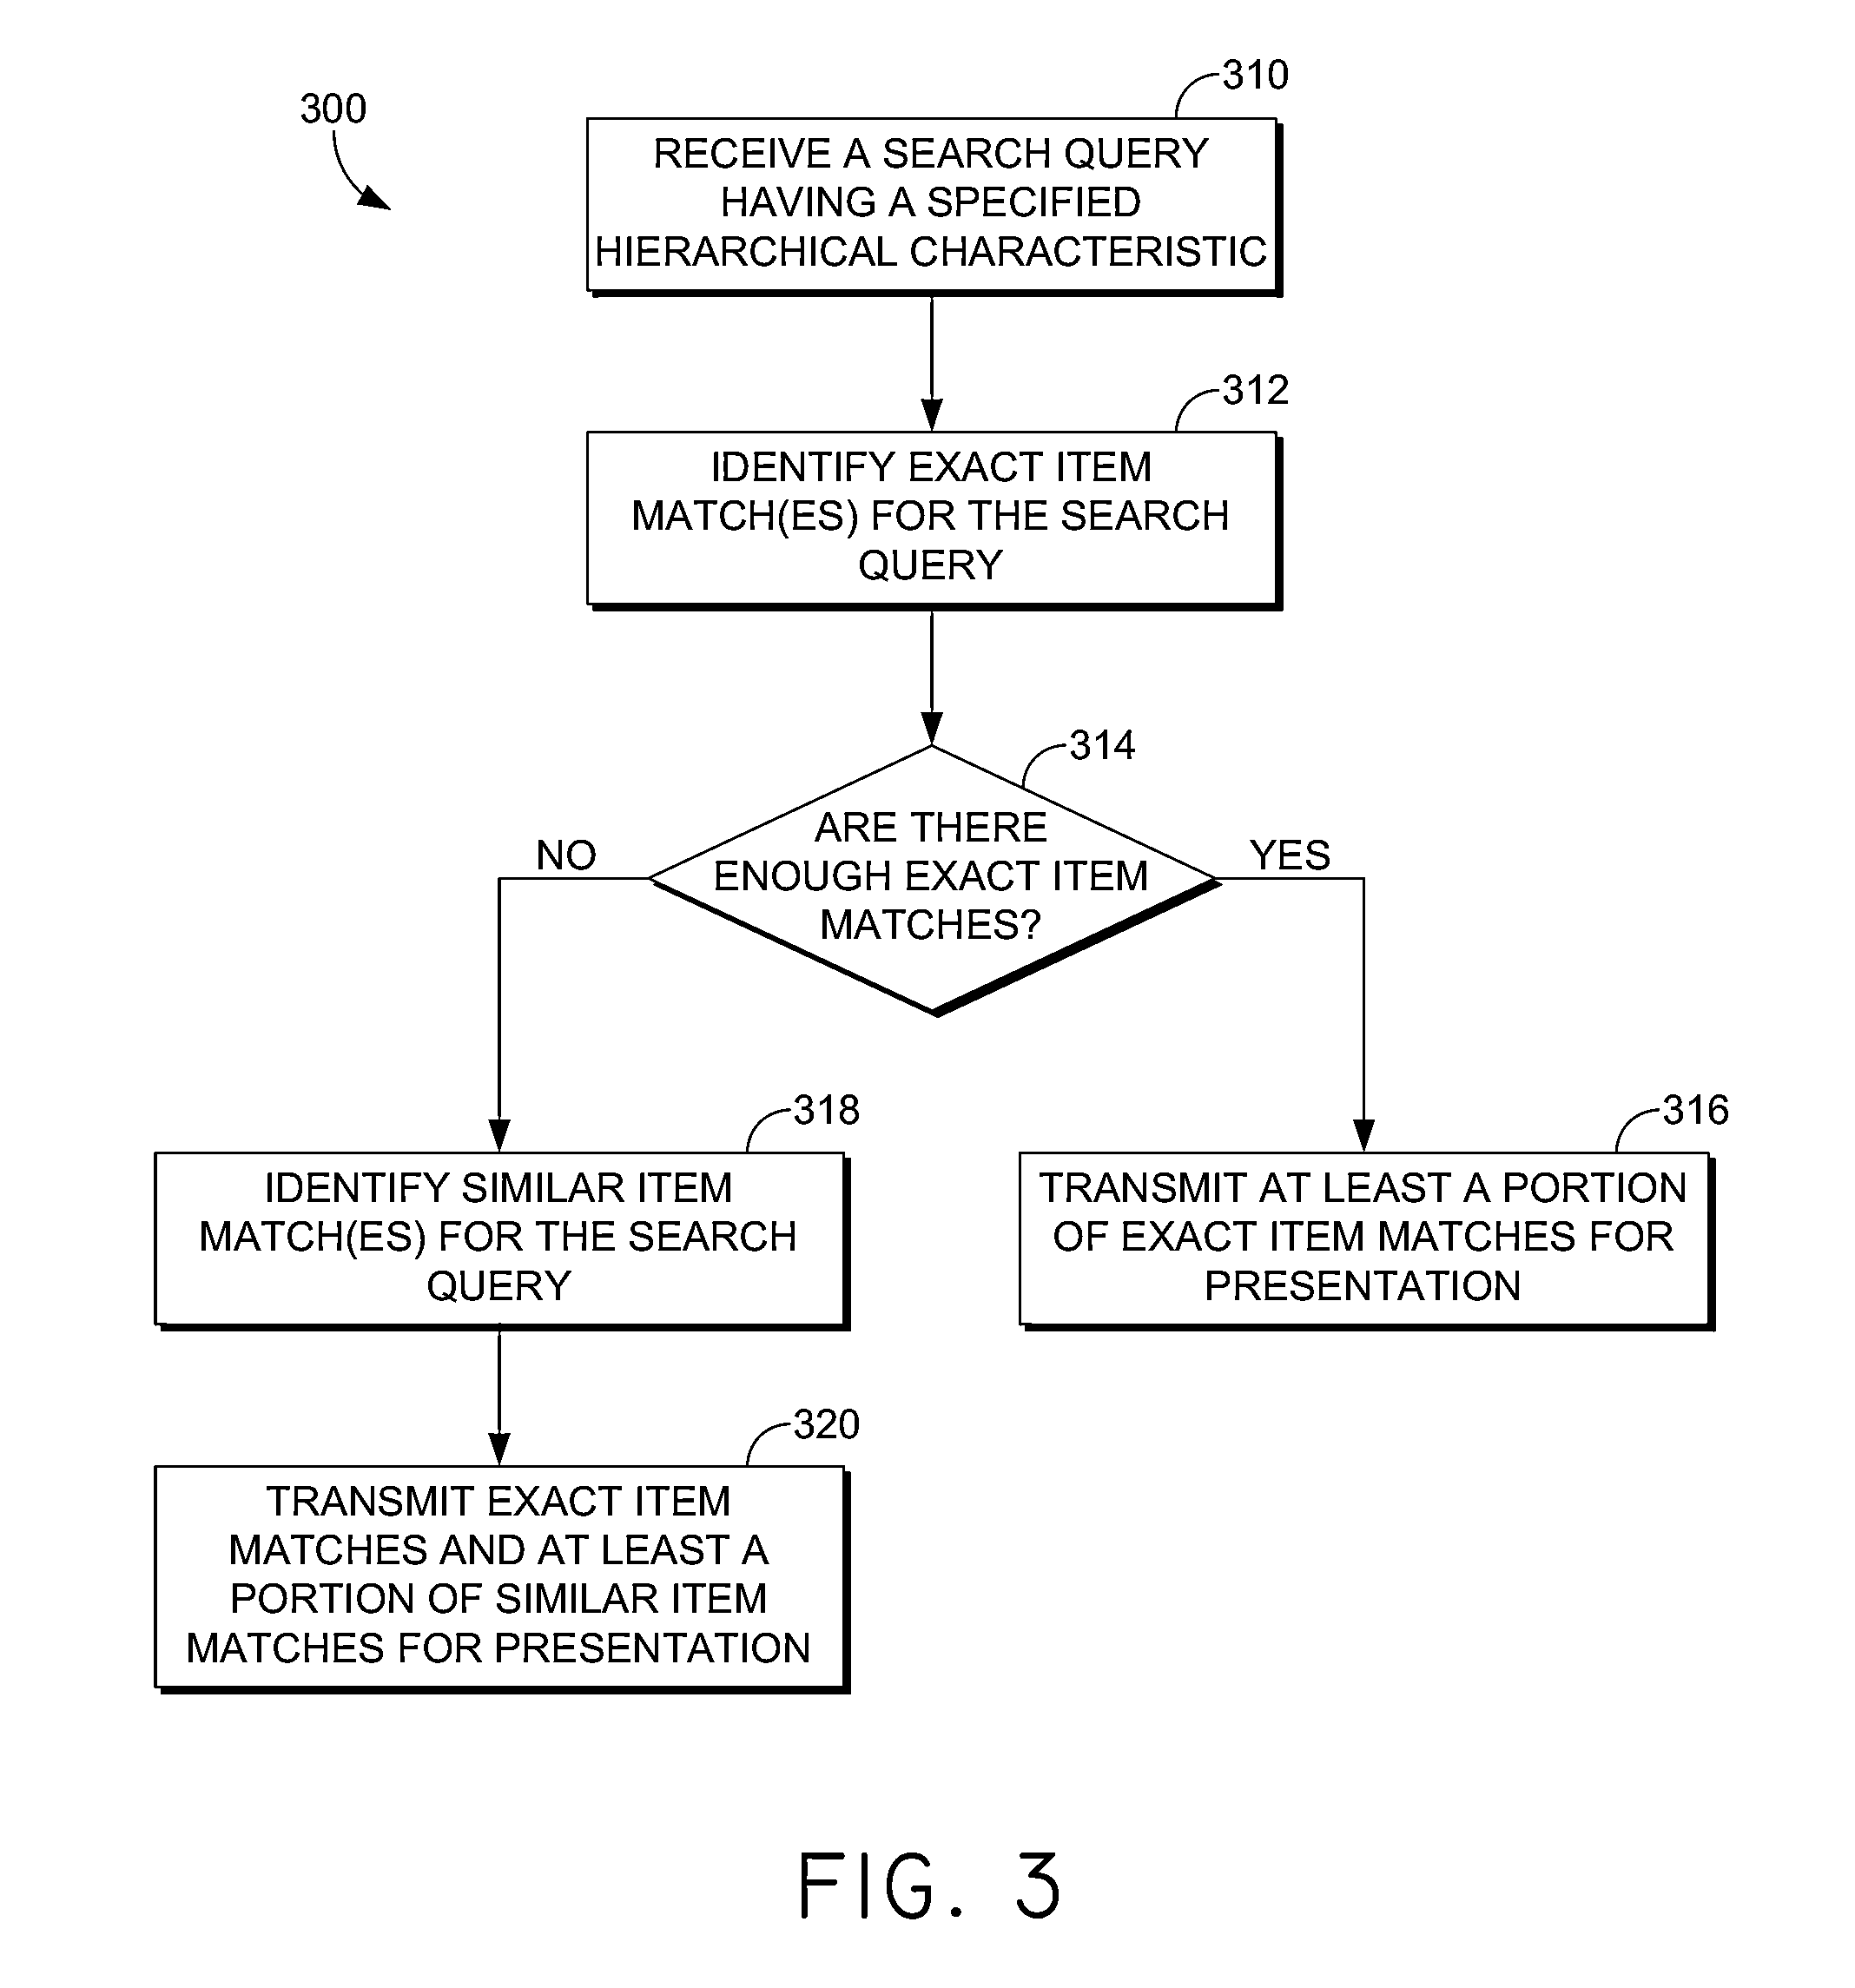 300
310
RECEIVE A SEARCH QUERY
HAVING A SPECIFIED
HIERARCHICAL CHARACTERISTIC
312
IDENTIFY EXACT ITEM
MATCH(ES) FOR THE SEARCH
QUERY
314
ARE THERE
ENOUGH EXACT ITEM
MATCHES?
NO
YES
318
IDENTIFY SIMILAR ITEM
MATCH(ES) FOR THE SEARCH
QUERY
316
TRANSMIT AT LEAST A PORTION
OF EXACT ITEM MATCHES FOR
PRESENTATION
320
TRANSMIT EXACT ITEM
MATCHES AND AT LEAST A
PORTION OF SIMILAR ITEM
MATCHES FOR PRESENTATION
FIG. 3